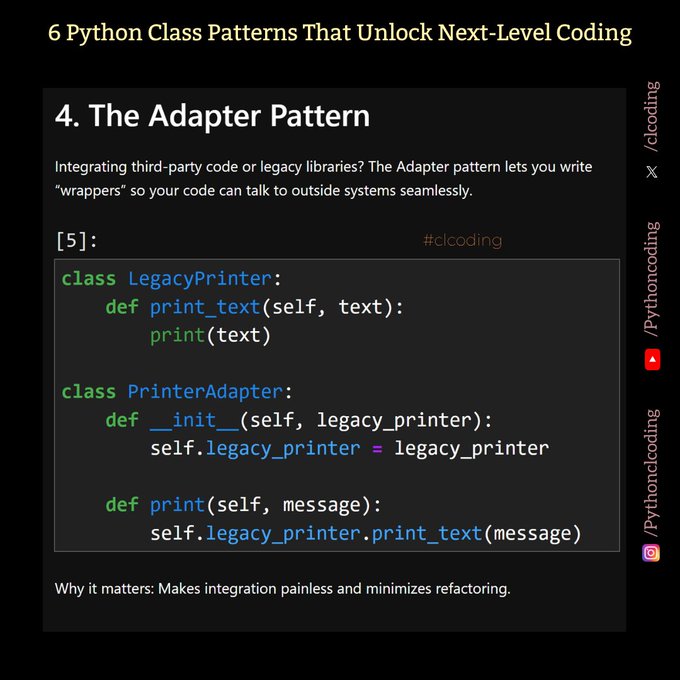 6 Python Class Patterns That Unlock Next-Level Coding
4. The Adapter Pattern
Integrating third-party code or legacy libraries? The Adapter pattern lets you write
“wrappers” so your code can talk to outside systems seamlessly.
[5]:
#clcoding
class LegacyPrinter:
    def print_text(self, text):
        print(text)
class PrinterAdapter:
    def __init__(self, legacy_printer):
        self.legacy_printer = legacy_printer
    def print(self, message):
        self.legacy_printer.print_text(message)
Why it matters: Makes integration painless and minimizes refactoring.
/clcoding
X
/Pythoncoding
/Pythonclcoding